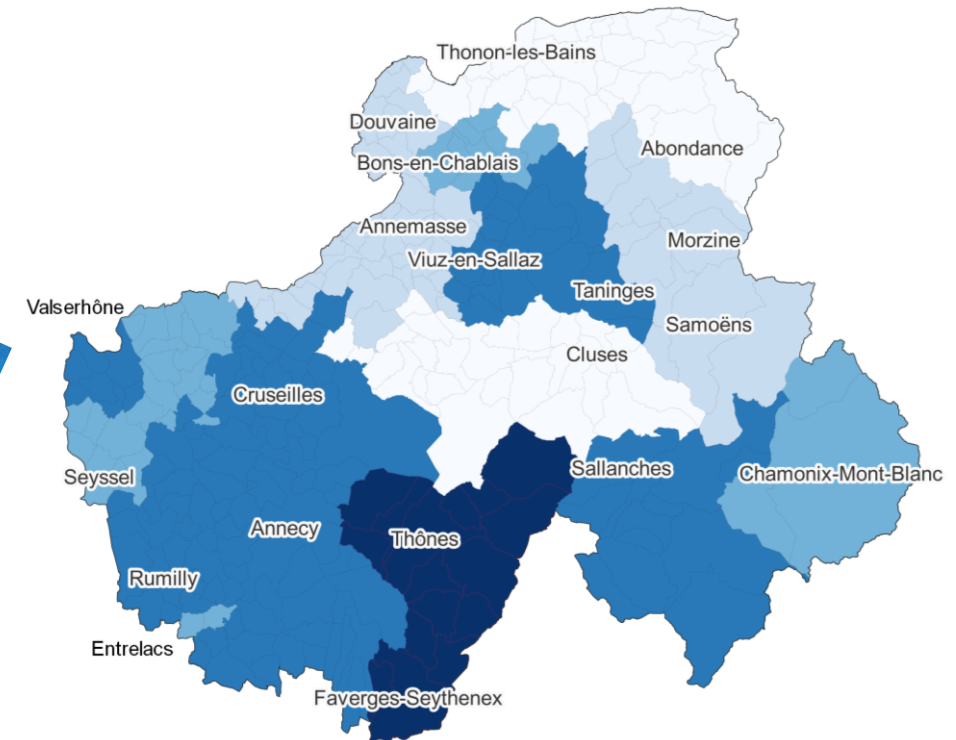 Thonon-les-Bains
Douvaine
Abondance
Bons-en-Chablais
Annemasse
Morzine
Viuz-en-Sallaz
Taninges
Valserhône
Samoëns
Cluses
Cruseilles
Sallanches
Seyssel
Chamonix-Mont-Blanc
Annecy
Thônes
Rumilly
Entrelacs
Faverges-Seythenex